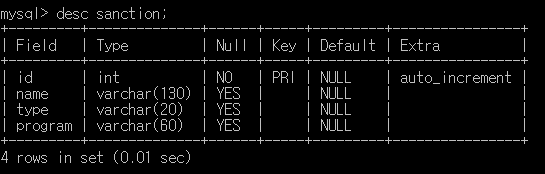 mysql> desc sanction;
+---------+--------------+------+-----+---------+----------------+
| Field   | Type         | Null | Key | Default | Extra          |
+---------+--------------+------+-----+---------+----------------+
| id      | int          | NO   | PRI | NULL    | auto_increment |
| name    | varchar(130) | YES  |     | NULL    |                |
| type    | varchar(20)  | YES  |     | NULL    |                |
| program | varchar(60)  | YES  |     | NULL    |                |
+---------+--------------+------+-----+---------+----------------+
4 rows in set (0.01 sec)